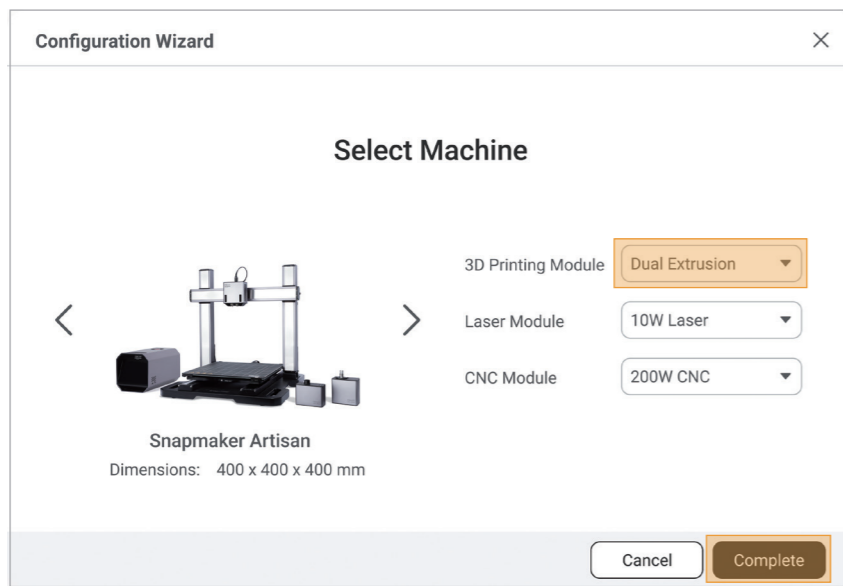 Configuration Wizard
Select Machine
3D Printing Module
Dual Extrusion
Laser Module
10W Laser
CNC Module
200W CNC
Snapmaker Artisan
Dimensions: 400 x 400 x 400 mm
Cancel
Complete